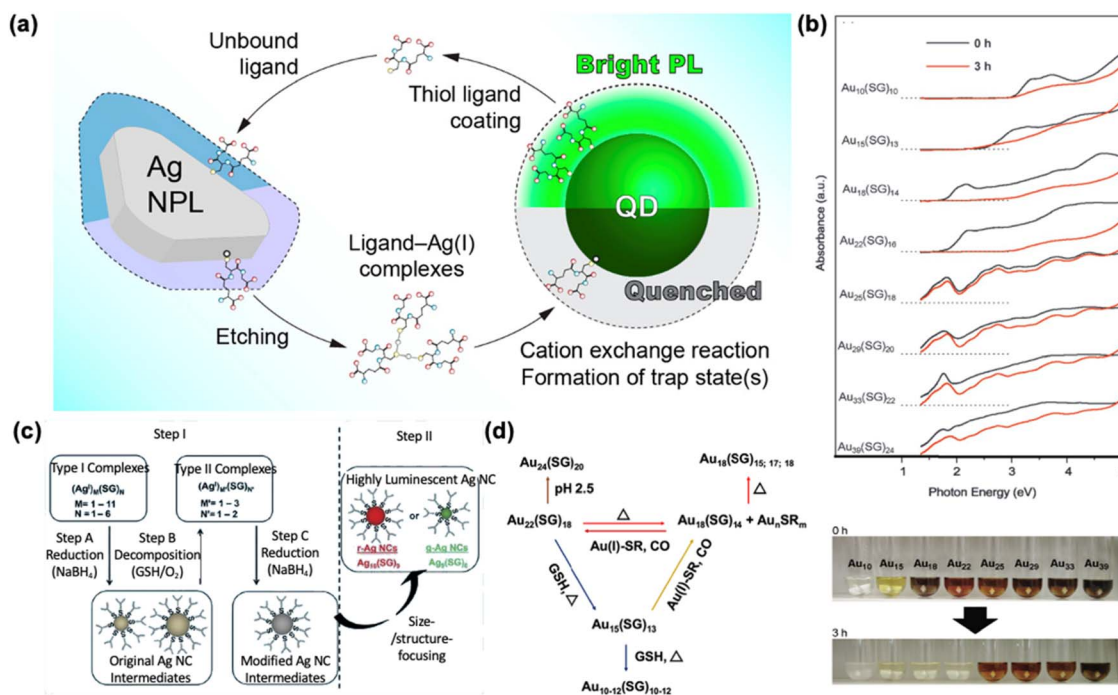 (a)
Unbound
ligand
Thiol ligand
coating
Bright PL
Ag
NPL
QD
Ligand–Ag(I)
complexes
Quenched
Etching
Cation exchange reaction
Formation of trap state(s)
(b)
0 h
3 h
Au10(SG)10
Au15(SG)13
Au18(SG)14
Au22(SG)16
Au25(SG)18
Au29(SG)20
Au33(SG)22
Au39(SG)24
Absorbance (a.u.)
1 2 3 4 5
Photon Energy (eV)
0 h
Au10 Au15 Au18 Au22 Au25 Au29 Au33 Au39
3 h
(c)
Step I
Step II
Type I Complexes
(AgI)M(SG)N
M= 1 – 11
N = 1 – 6
Type II Complexes
(AgI)M'(SG)N'
M'= 1 – 3
N'= 1 – 2
Step A
Reduction
(NaBH4)
Step B
Decomposition
(GSH/O2)
Step C
Reduction
(NaBH4)
Original Ag NC
Intermediates
Modified Ag NC
Intermediates
Highly Luminescent Ag NC
or
r-Ag NCs
Ag10(SG)9
g-Ag NCs
Size-
/structure-
focusing
(d)
Au24(SG)20
pH 2.5
Au22(SG)18
△
Au(I)-SR, CO
Au18(SG)15; 17; 18
△
Au18(SG)14 + AunSRm
GSH, △
Au(I)-SR, CO
Au15(SG)13
GSH, △
Au10-12(SG)10-12